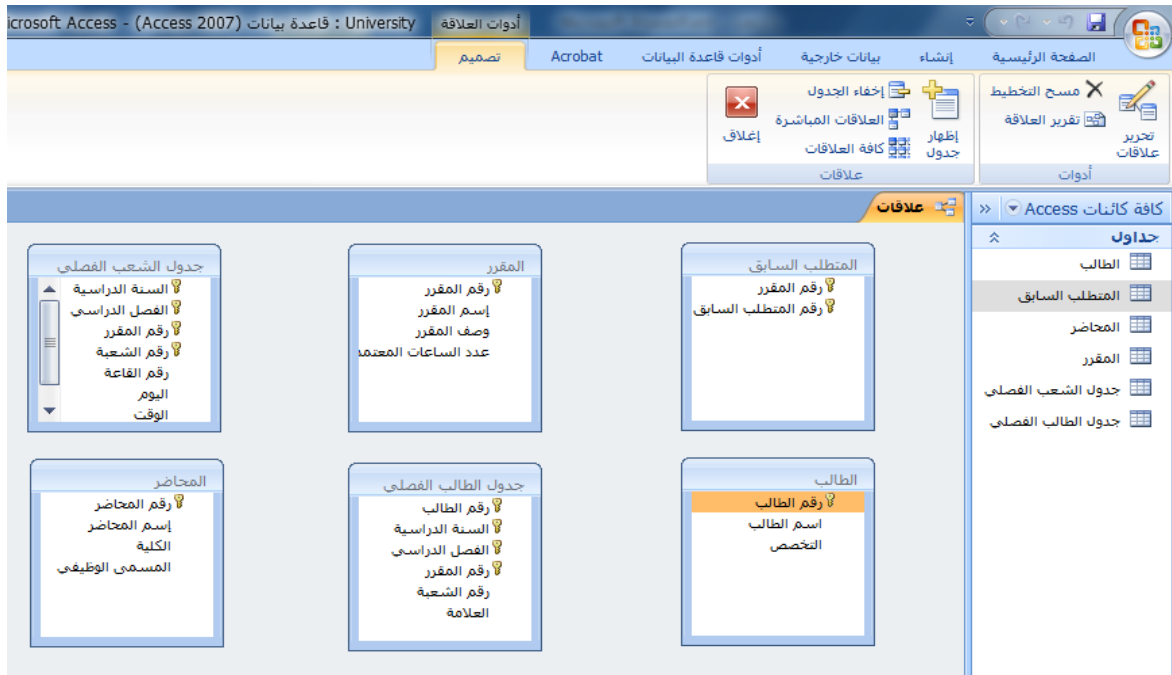 أدوات العلاقة
University : قاعدة بيانات (Access 2007) - icrosoft Access
الصفحة الرئيسية
إنشاء
بيانات خارجية
أدوات قاعدة البيانات
Acrobat
تصميم
تحرير
علاقات
مسح التخطيط
تقرير العلاقة
أدوات
إظهار
جدول
إخفاء الجدول
العلاقات المباشرة
كافة العلاقات
إغلاق
علاقات
كافة كائنات Access
جداول
الطالب
المتطلب السابق
المحاضر
المقرر
جدول الشعب الفصلي
جدول الطالب الفصلي
علاقات
المتطلب السابق
رقم المقرر
رقم المتطلب السابق
المقرر
رقم المقرر
إسم المقرر
وصف المقرر
عدد الساعات المعتمد
جدول الشعب الفصلي
السنة الدراسية
الفصل الدراسي
رقم المقرر
رقم الشعبة
رقم القاعة
اليوم
الوقت
الطالب
رقم الطالب
اسم الطالب
التخصص
جدول الطالب الفصلي
رقم الطالب
السنة الدراسية
الفصل الدراسي
رقم المقرر
رقم الشعبة
العلامة
المحاضر
رقم المحاضر
إسم المحاضر
الكلية
المسمى الوظيفي